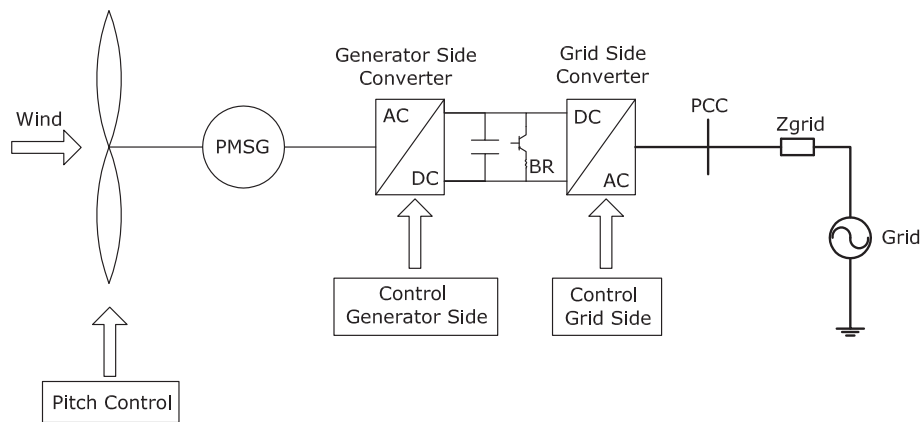 Wind
PMSG
Generator Side
Converter
AC
DC
BR
Grid Side
Converter
DC
AC
PCC
Zgrid
Grid
Control
Generator Side
Control
Grid Side
Pitch Control